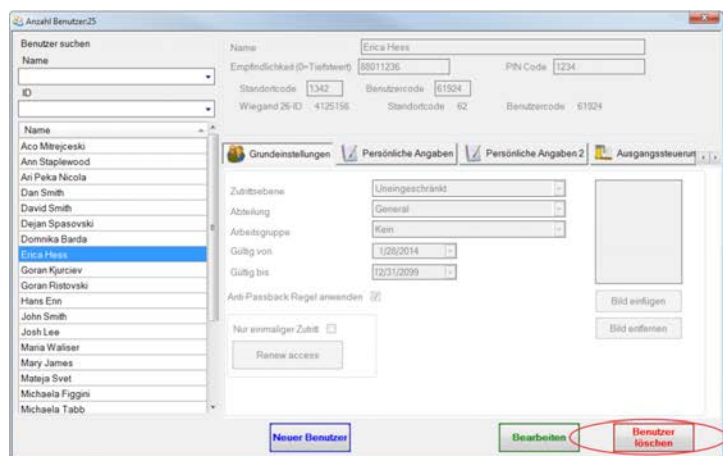 Anzahl Benutzer:25
Benutzer suchen
Name
ID
Name
Aco Mitrejceski
Ann Staplewood
Ari Peka Nicola
Dan Smith
David Smith
Dejan Spasovski
Domnika Barda
Erica Hess
Goran Kjurciev
Goran Ristovski
Hans Enn
John Smith
Josh Lee
Maria Waliser
Mary James
Mateja Svet
Michaela Figgini
Michaela Tabb
Name Erica Hess
Empfindlichkeit (0=Tiefstwert) 88011236 PIN Code 1234
Standortcode 1342 Benutzercode 61924
Wiegand 26-ID 4125156 Standortcode 62 Benutzercode 61924
Grundeinstellungen Persönliche Angaben Persönliche Angaben 2 Ausgangssteuerun
Zutrittsebene Uneingeschränkt
Abteilung General
Arbeitsgruppe Kein
Gültig von 1/28/2014
Gültig bis 12/31/2099
Anti-Passback Regel anwenden
Nur einmaliger Zutritt
Renew access
Bild einfügen
Bild entfernen
Neuer Benutzer Bearbeiten Benutzer
löschen